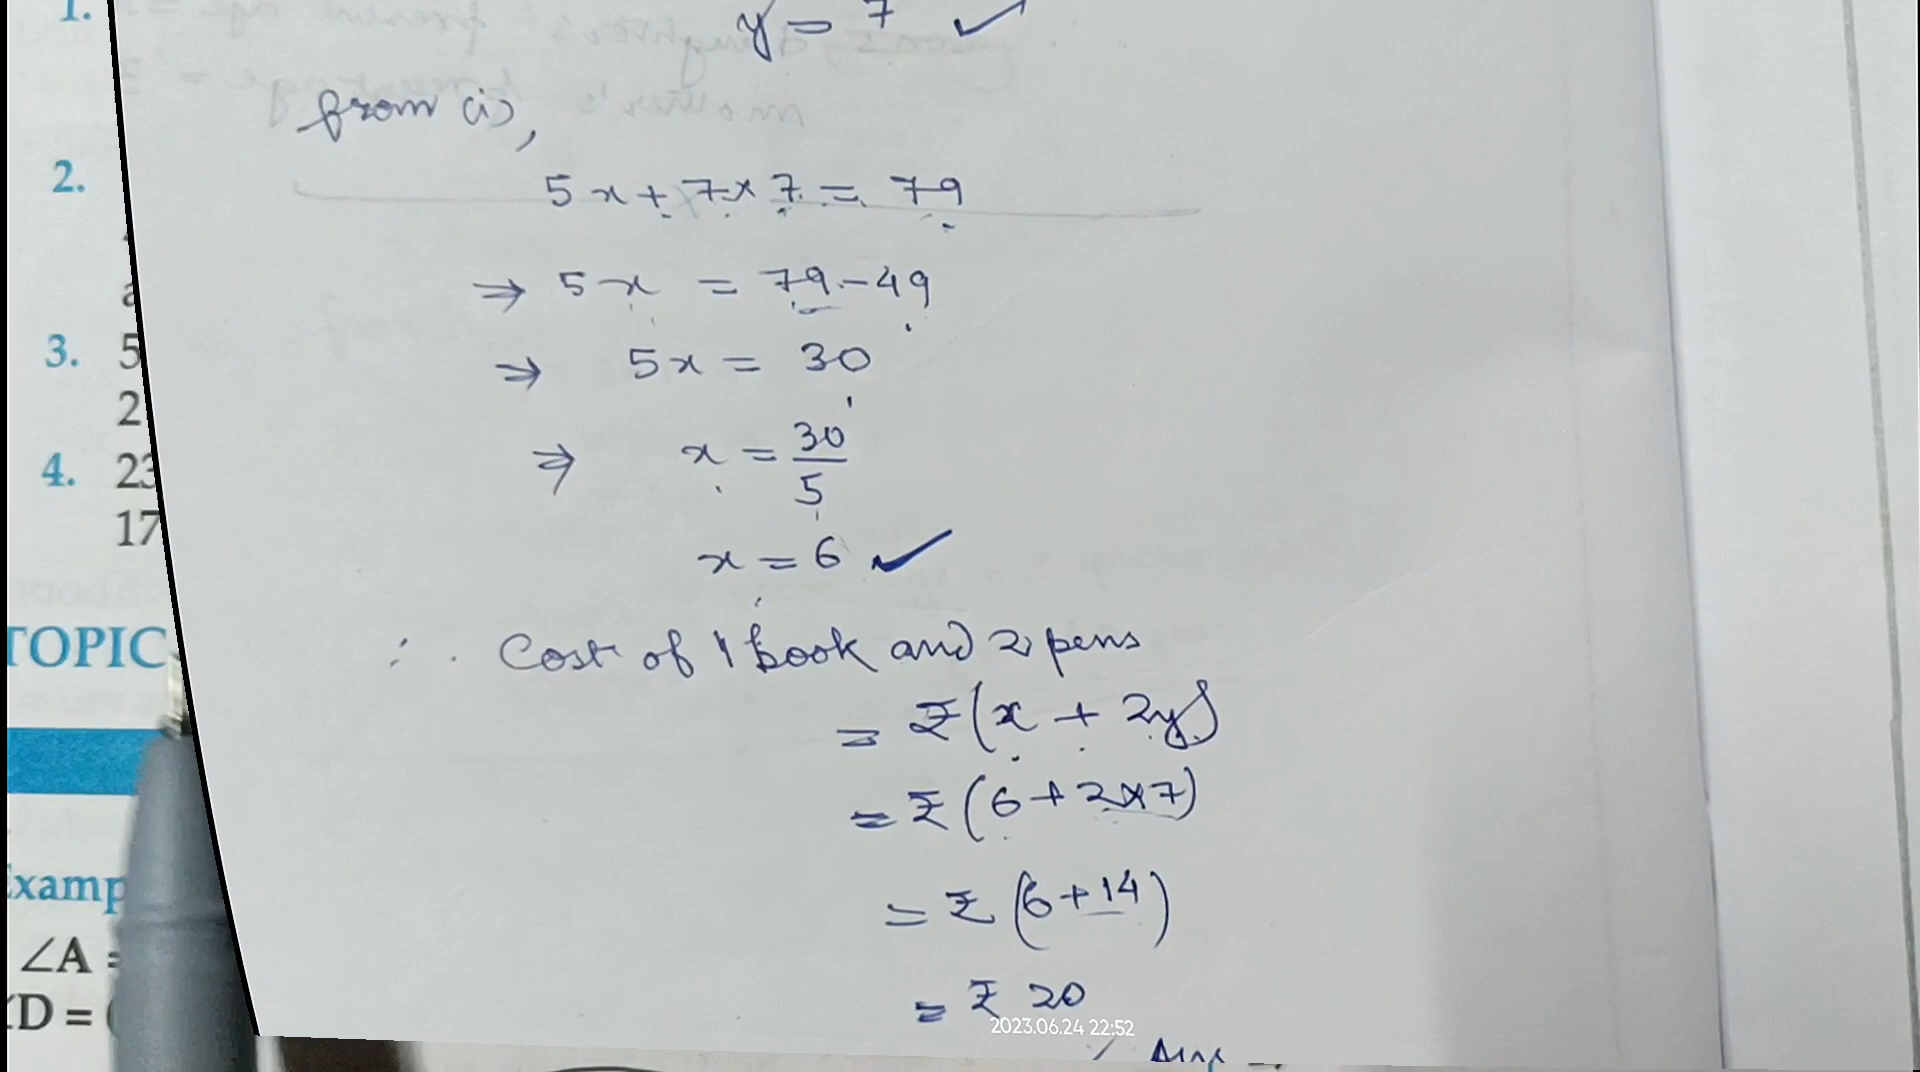 1.
y = 7 ✓
from (i),
2.
5x + 7 × 7 = 79
⇒ 5x = 79 - 49
3. 5
⇒ 5x = 30
2
⇒ x = 30/5
4. 23
17
x = 6 ✓
∴ Cost of 1 book and 2 pens
TOPIC
= ₹ (x + 2y)
= ₹ (6 + 2×7)
= ₹ (6 + 14)
∠A =
= ₹ 20
D =
2023.06.24 22:52